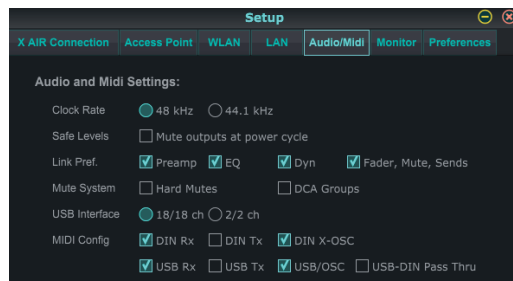 Setup
X AIR Connection Access Point WLAN LAN Audio/Midi Monitor Preferences
Audio and Midi Settings:
Clock Rate 48 kHz 44.1 kHz
Safe Levels Mute outputs at power cycle
Link Pref. Preamp EQ Dyn Fader, Mute, Sends
Mute System Hard Mutes DCA Groups
USB Interface 18/18 ch 2/2 ch
MIDI Config DIN Rx DIN Tx DIN X-OSC
USB Rx USB Tx USB/OSC USB-DIN Pass Thru